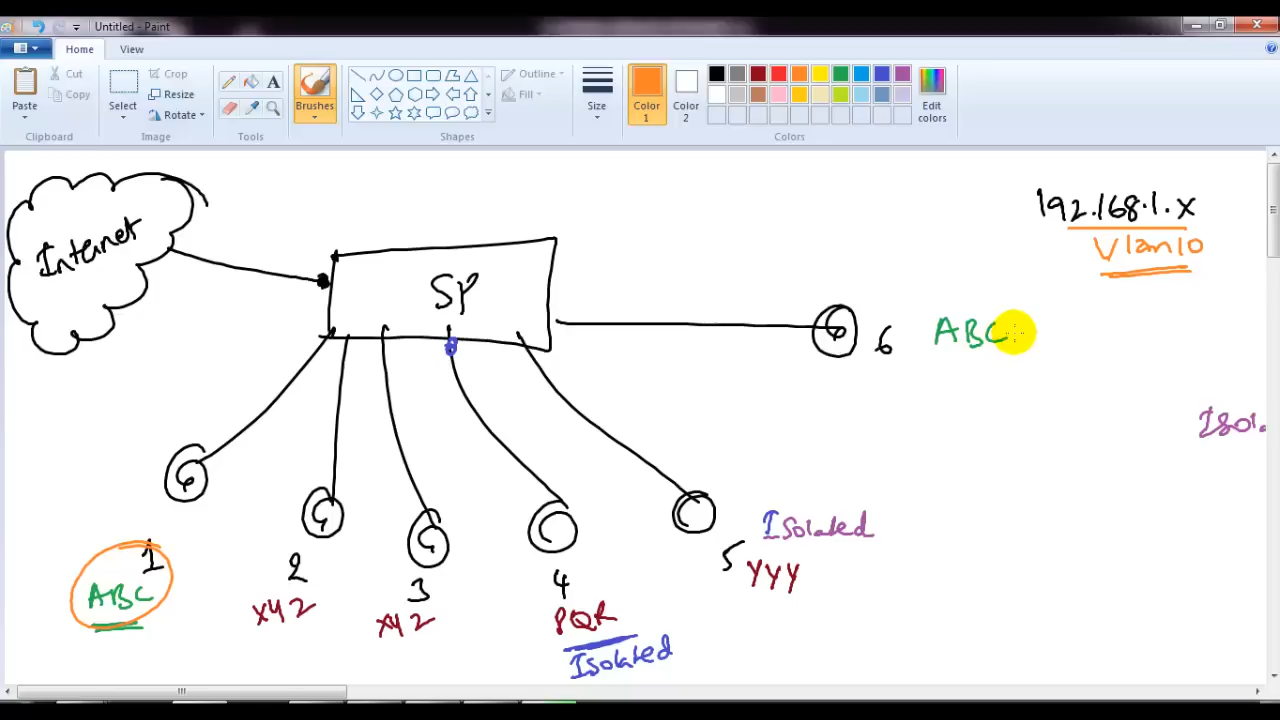 Untitled - Paint
Home View
Cut
Copy
Paste
Clipboard
Select
Crop
Resize
Rotate
Image
A
Tools
Brushes
Outline
Fill
Shapes
Size
Color 1
Color 2
Edit colors
Colors
Internet
SP
192.168.1.x
Vlan10
6 ABC
Isol
1
ABC
2
XYZ
3
XYZ
4
PQR
Isolated
5
Isolated
YYY